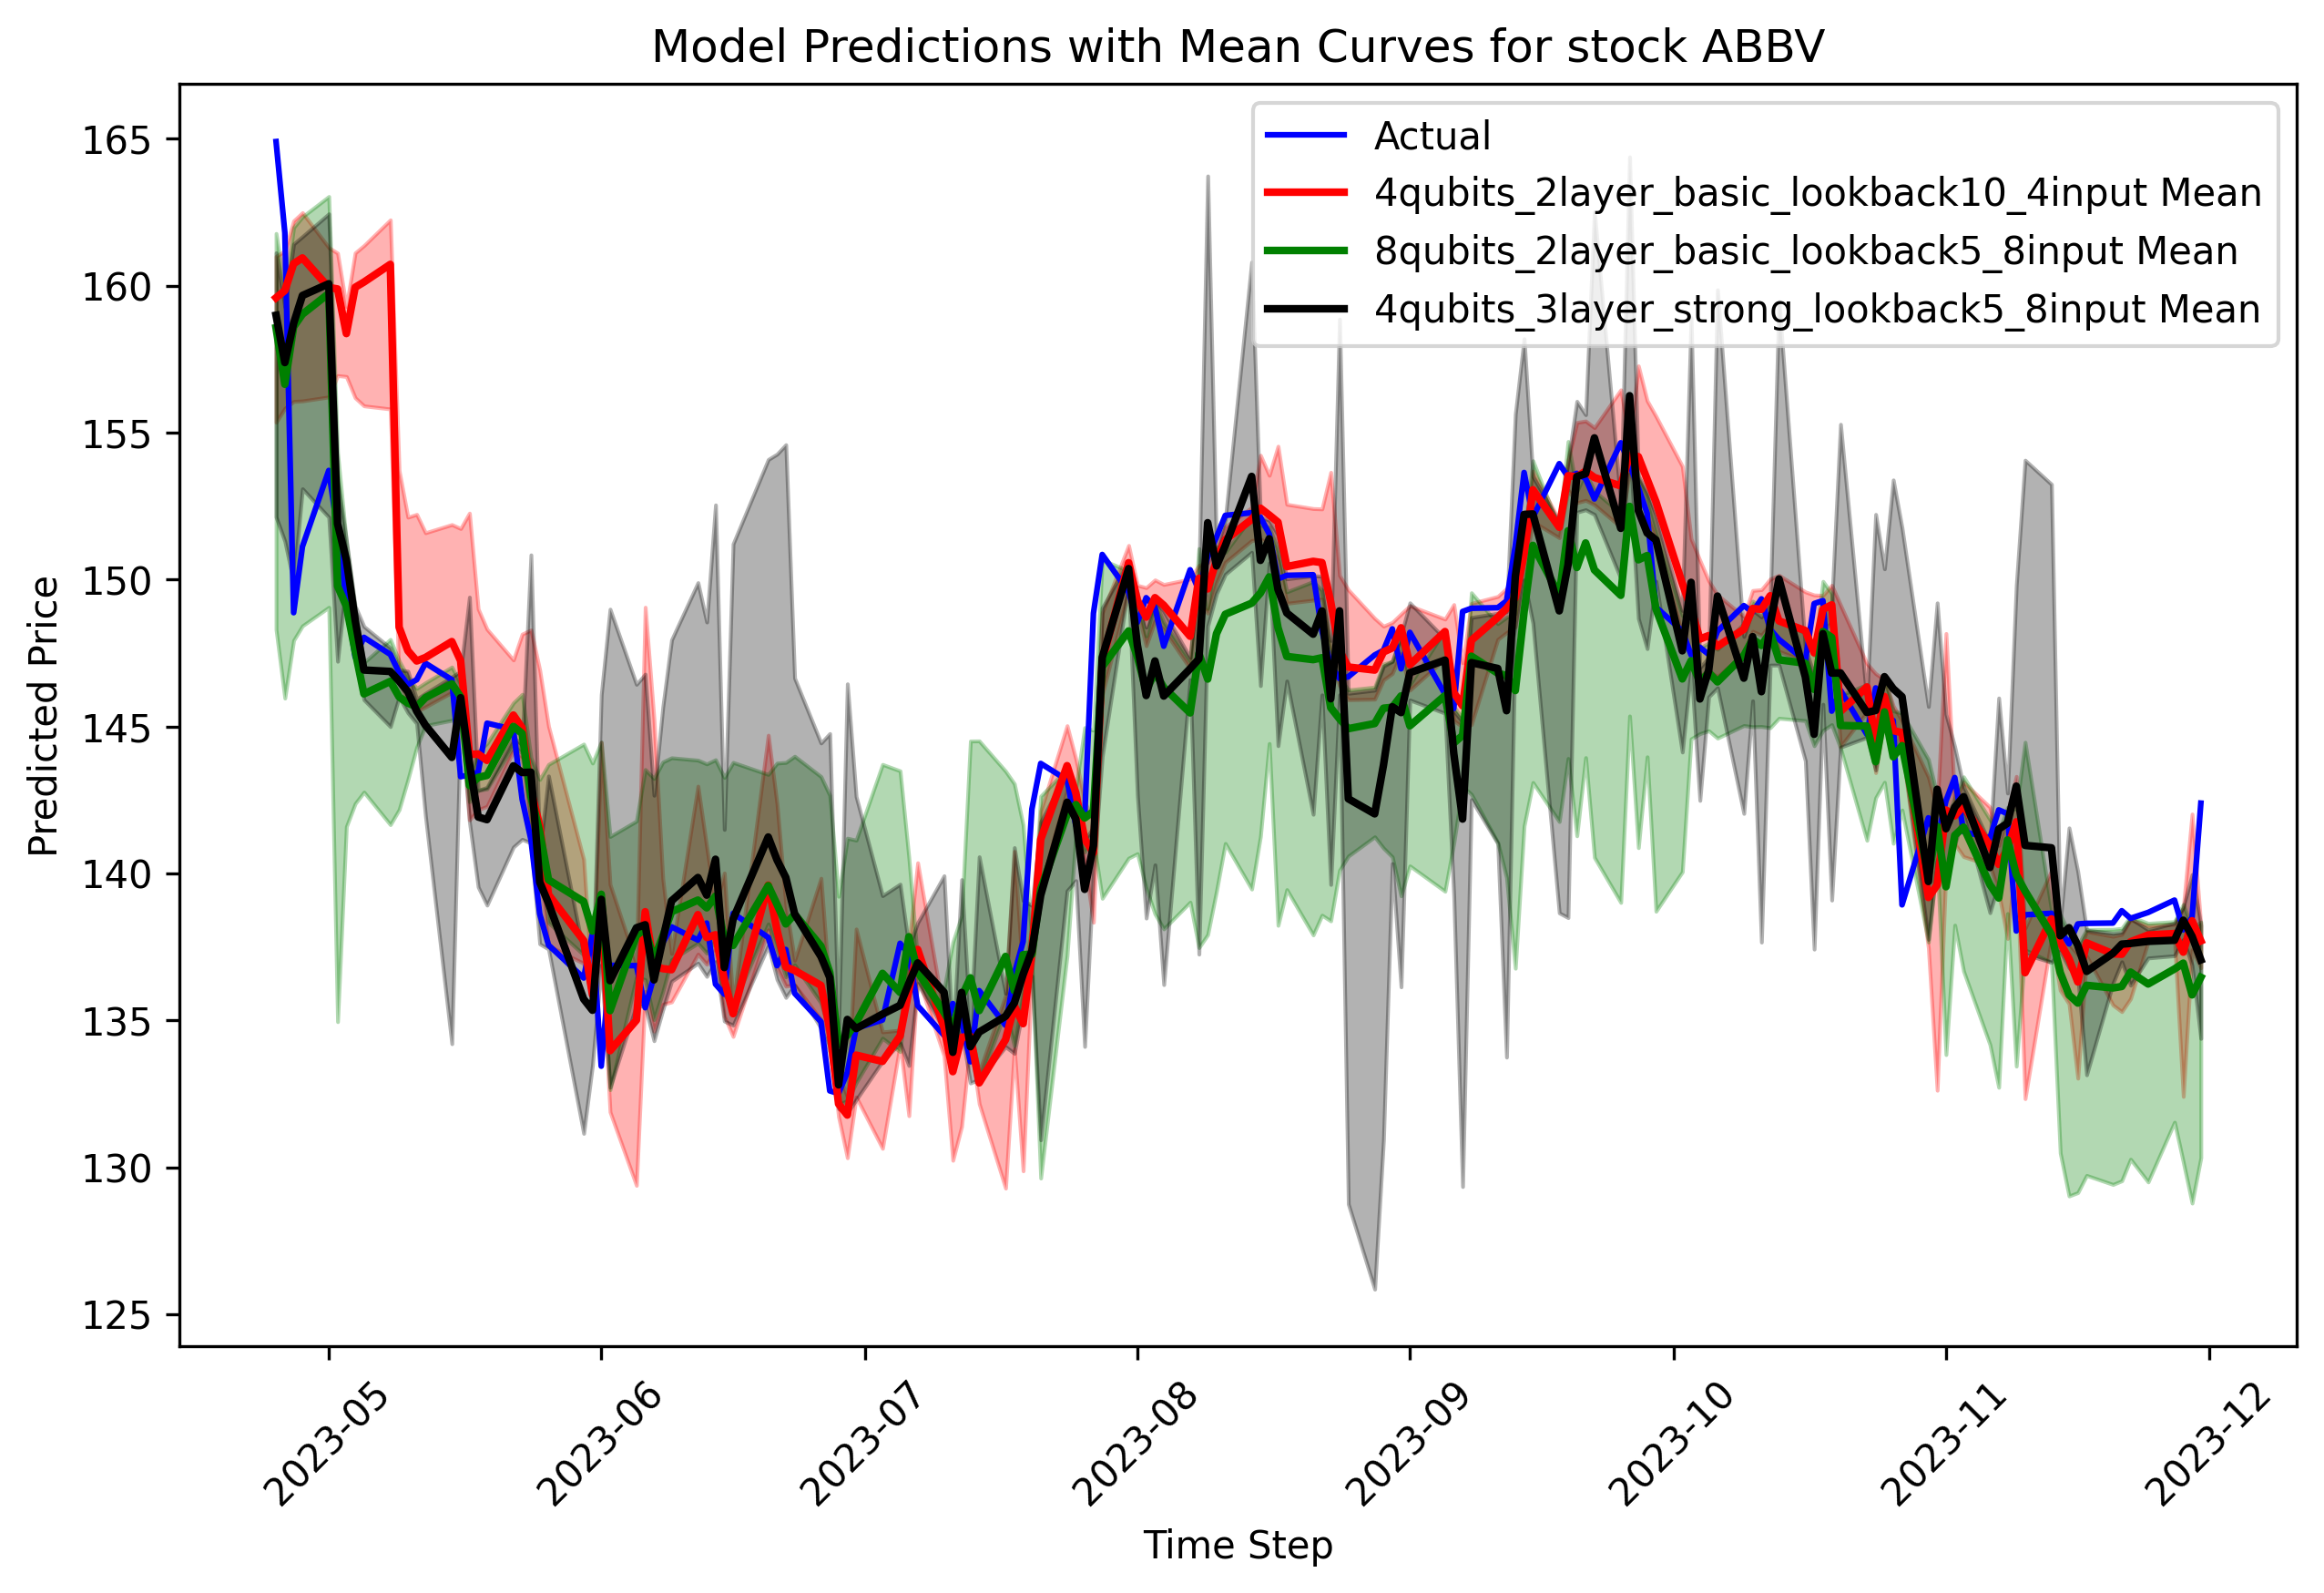 Model Predictions with Mean Curves for stock ABBV
Actual
4qubits_2layer_basic_lookback10_4input Mean
8qubits_2layer_basic_lookback5_8input Mean
4qubits_3layer_strong_lookback5_8input Mean
165
160
155
150
145
140
135
130
125
Predicted Price
2023-05
2023-06
2023-07
2023-08
2023-09
2023-10
2023-11
2023-12
Time Step